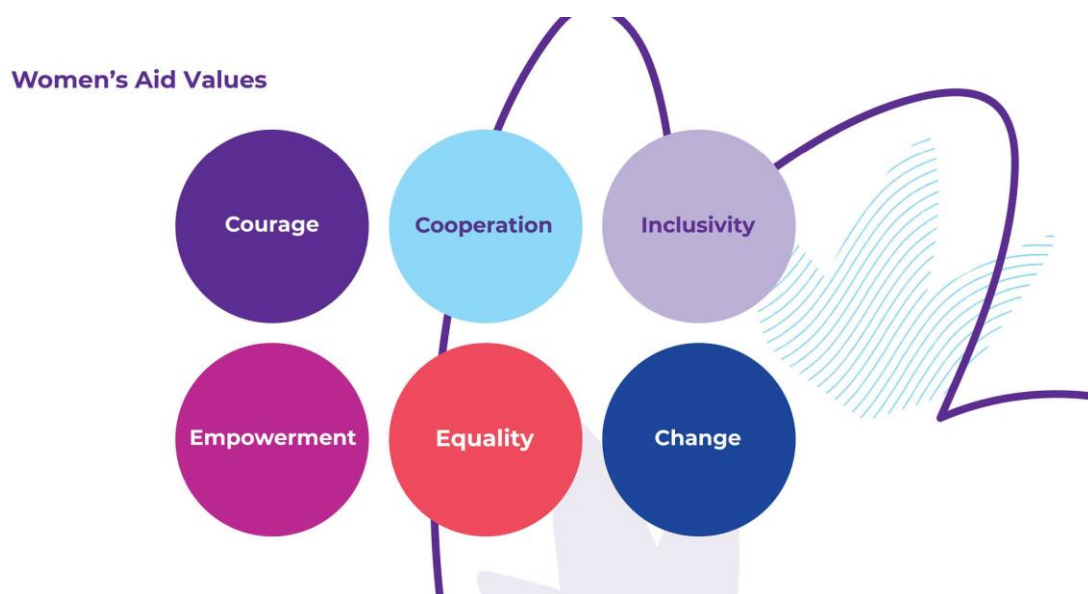 Women’s Aid Values
Courage
Cooperation
Inclusivity
Empowerment
Equality
Change